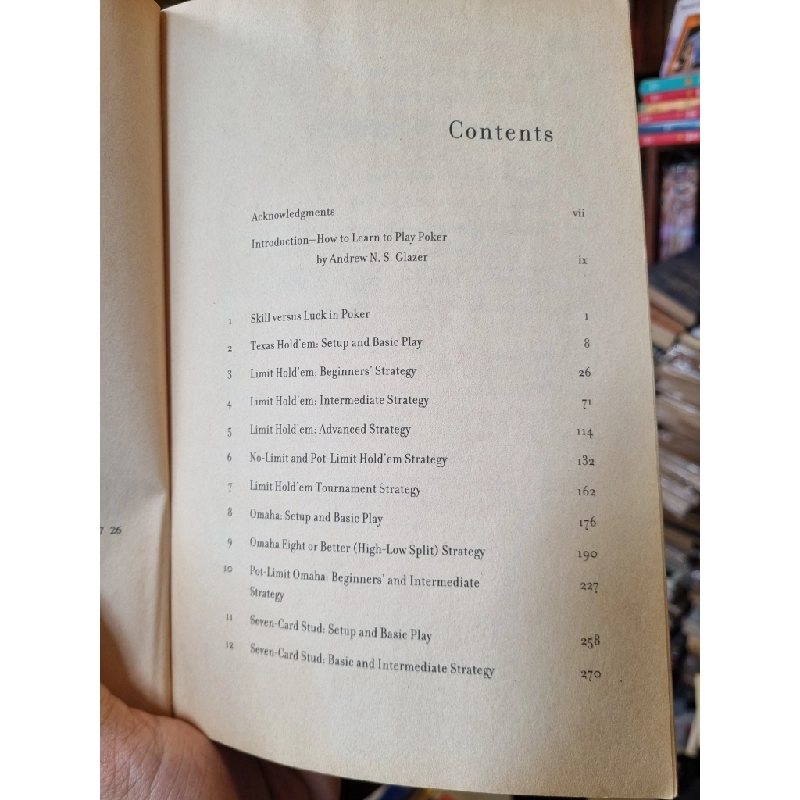 Contents
Acknowledgments vii
Introduction—How to Learn to Play Poker
by Andrew N. S. Glazer ix
1 Skill versus Luck in Poker 1
2 Texas Hold'em: Setup and Basic Play 8
3 Limit Hold'em: Beginners' Strategy 26
4 Limit Hold'em: Intermediate Strategy 71
5 Limit Hold'em: Advanced Strategy 114
6 No-Limit and Pot-Limit Hold'em Strategy 132
7 Limit Hold'em Tournament Strategy 162
8 Omaha: Setup and Basic Play 176
9 Omaha Eight or Better (High-Low Split) Strategy 190
10 Pot-Limit Omaha: Beginners' and Intermediate
Strategy 227
11 Seven-Card Stud: Setup and Basic Play 258
12 Seven-Card Stud: Basic and Intermediate Strategy 270
7 26